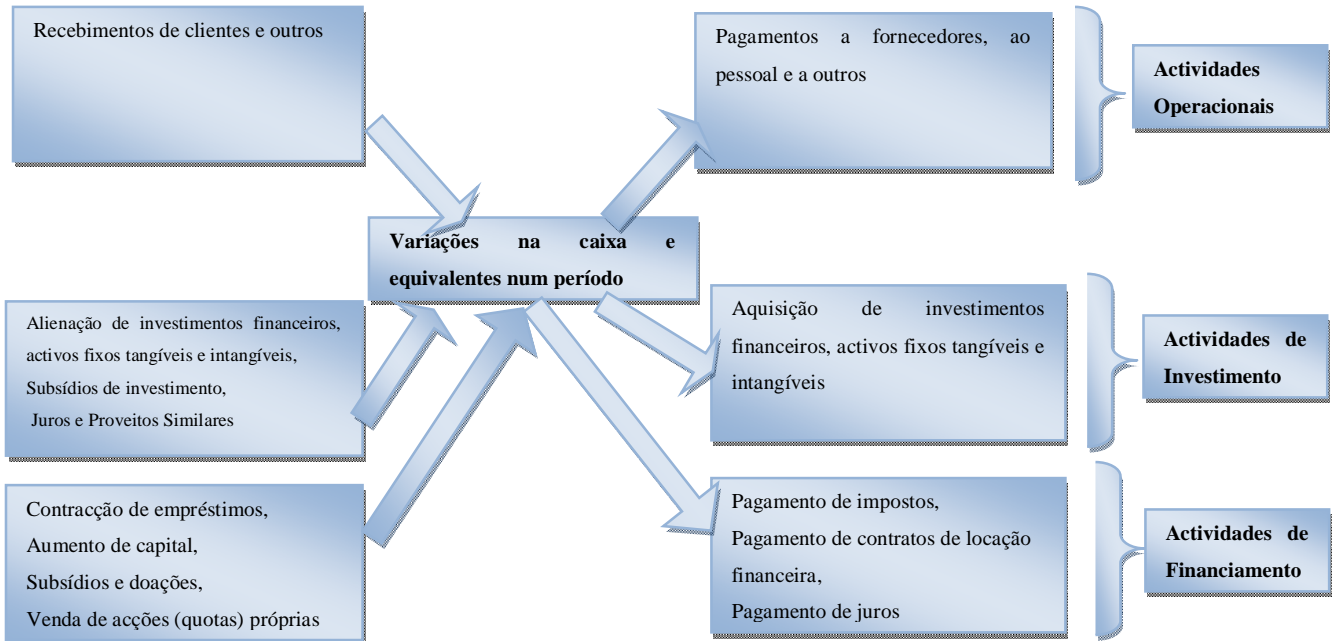 Recebimentos de clientes e outros
Pagamentos a fornecedores, ao
pessoal e a outros
Actividades
Operacionais
Variações na caixa e
equivalentes num período
Alienação de investimentos financeiros,
activos fixos tangíveis e intangíveis,
Subsídios de investimento,
Juros e Proveitos Similares
Aquisição de investimentos
financeiros, activos fixos tangíveis e
intangíveis
Actividades de
Investimento
Contracção de empréstimos,
Aumento de capital,
Subsídios e doações,
Venda de acções (quotas) próprias
Pagamento de impostos,
Pagamento de contratos de locação
financeira,
Pagamento de juros
Actividades de
Financiamento